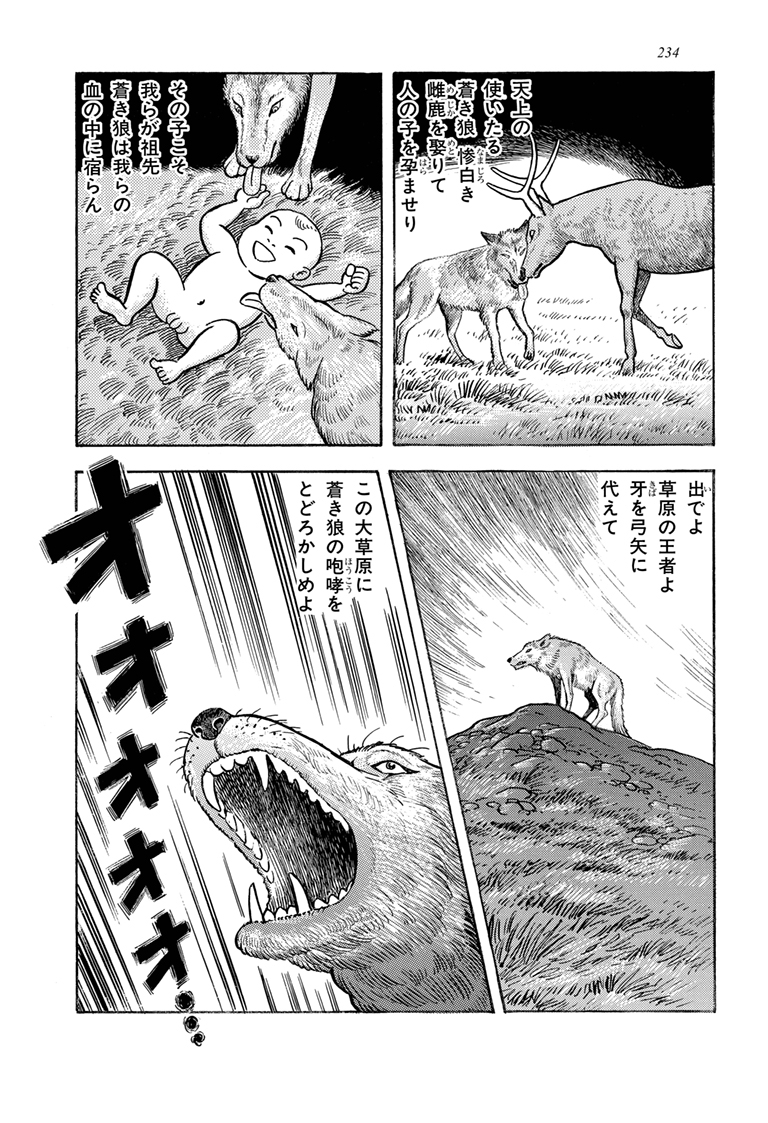 234
天上の
使いたる
蒼き狼 惨白き
雌鹿を娶りて
人の子を孕ませり
その子こそ
我らが祖先
蒼き狼は我らの
血の中に宿らん
出でよ
草原の王者よ
牙を弓矢に
代えて
この大草原に
蒼き狼の咆哮を
とどろかしめよ
オオオオオ…